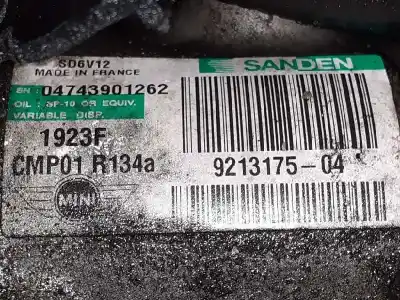 SD6V12
MADE IN FRANCE
SANDEN
SN : 04743901262
OIL : SP-10 OR EQUIV.
VARIABLE DISP.
1923F
CMP01 R134a
9213175-04
MINI